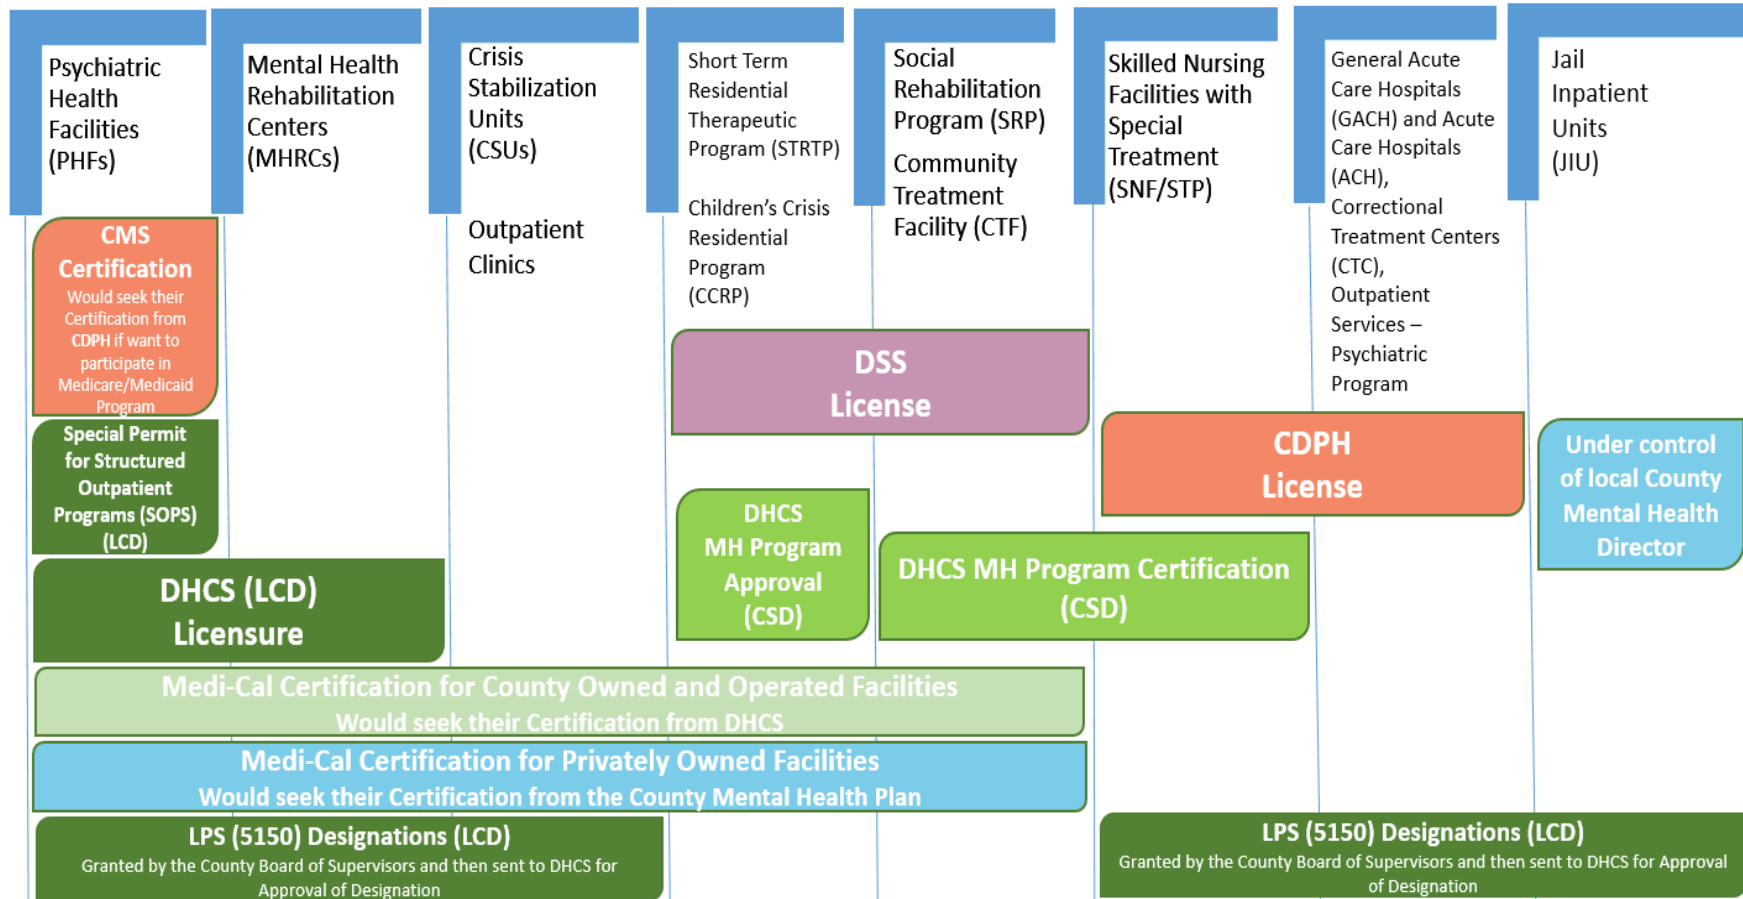 Psychiatric
Health
Facilities
(PHFs)
Mental Health
Rehabilitation
Centers
(MHRCs)
Crisis
Stabilization
Units
(CSUs)
Outpatient
Clinics
Short Term
Residential
Therapeutic
Program (STRTP)
Children’s Crisis
Residential
Program
(CCRP)
Social
Rehabilitation
Program (SRP)
Community
Treatment
Facility (CTF)
Skilled Nursing
Facilities with
Special
Treatment
(SNF/STP)
General Acute
Care Hospitals
(GACH) and Acute
Care Hospitals
(ACH),
Correctional
Treatment Centers
(CTC),
Outpatient
Services –
Psychiatric
Program
Jail
Inpatient
Units
(JIU)
CMS
Certification
Would seek their
Certification from
CDPH if want to
participate in
Medicare/Medicaid
Program
Special Permit
for Structured
Outpatient
Programs (SOPS)
(LCD)
DHCS (LCD)
Licensure
DSS
License
DHCS
MH Program
Approval
(CSD)
DHCS MH Program Certification
(CSD)
CDPH
License
Under control
of local County
Mental Health
Director
Medi-Cal Certification for County Owned and Operated Facilities
Would seek their Certification from DHCS
Medi-Cal Certification for Privately Owned Facilities
Would seek their Certification from the County Mental Health Plan
LPS (5150) Designations (LCD)
Granted by the County Board of Supervisors and then sent to DHCS for
Approval of Designation
LPS (5150) Designations (LCD)
Granted by the County Board of Supervisors and then sent to DHCS for Approval
of Designation